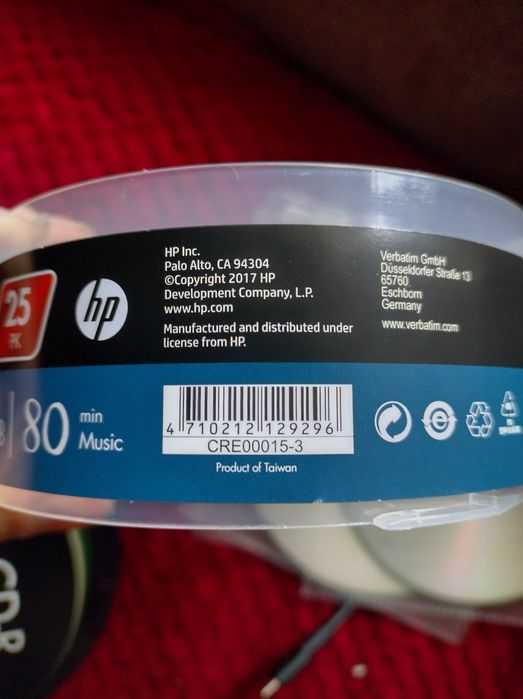 HP Inc.
Palo Alto, CA 94304
©Copyright 2017 HP
Development Company, L.P.
www.hp.com
Manufactured and distributed under
license from HP.
Verbatim GmbH
Düsseldorfer Straße 13
65760
Eschborn
Germany
www.verbatim.com
25
PK
hp
80
min
Music
4 710212 129296
CRE00015-3
Product of Taiwan
CD-R